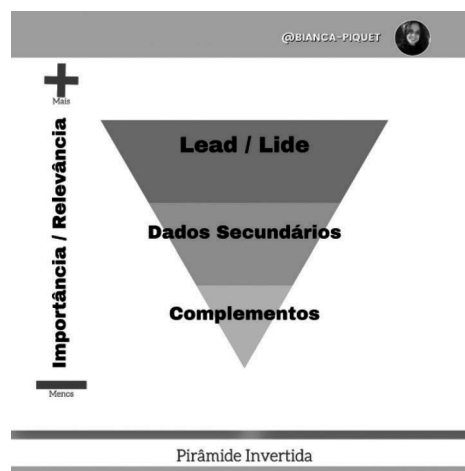 @BIANCA-PIQUET
Mais
Importância / Relevância
Menos
Lead / Lide
Dados Secundários
Complementos
Pirâmide Invertida